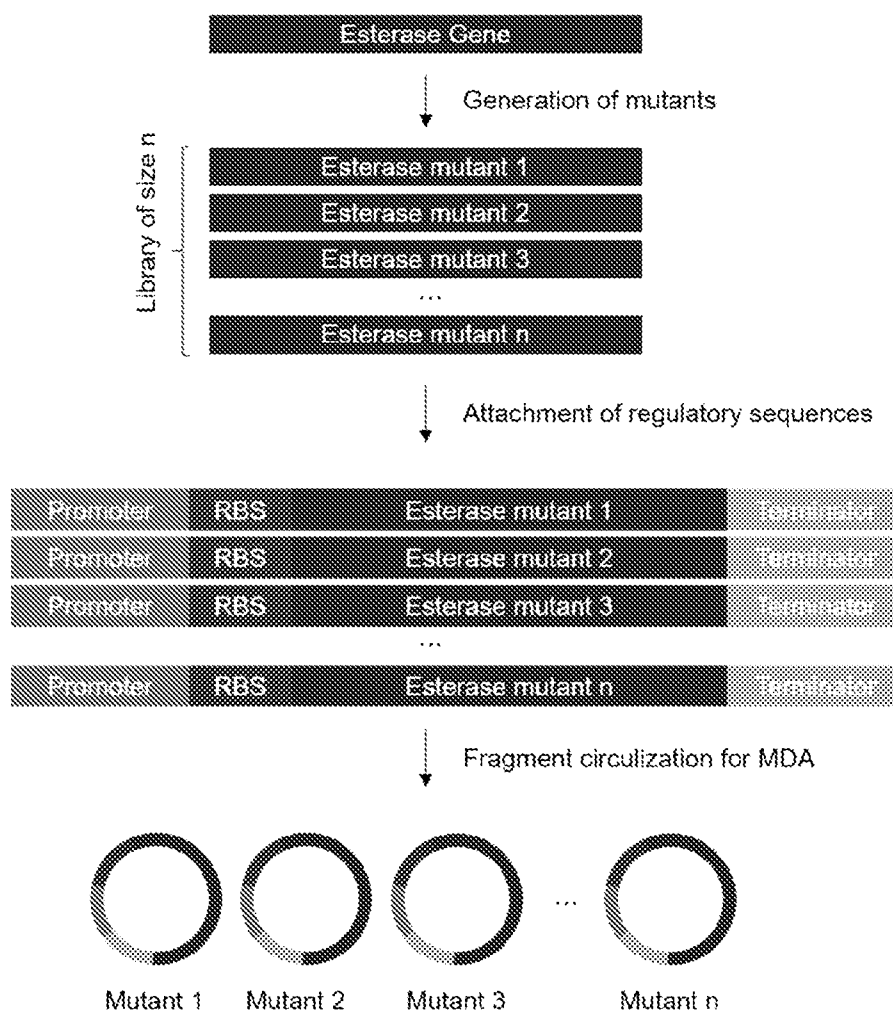 Esterase Gene
Generation of mutants
Library of size n
Esterase mutant 1
Esterase mutant 2
Esterase mutant 3
...
Esterase mutant n
Attachment of regulatory sequences
Promoter RBS Esterase mutant 1 Terminator
Promoter RBS Esterase mutant 2 Terminator
Promoter RBS Esterase mutant 3 Terminator
...
Promoter RBS Esterase mutant n Terminator
Fragment circulization for MDA
...
Mutant 1 Mutant 2 Mutant 3 Mutant n